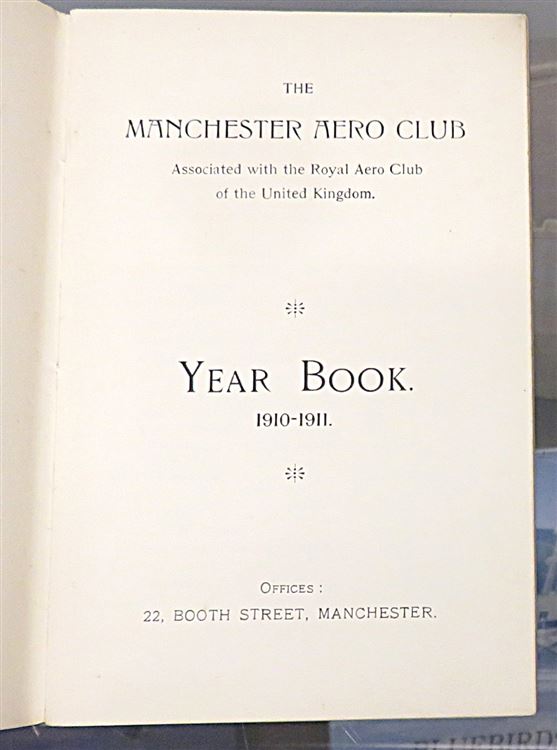 THE
MANCHESTER AERO CLUB
Associated with the Royal Aero Club
of the United Kingdom.
YEAR BOOK.
1910-1911.
OFFICES :
22, BOOTH STREET, MANCHESTER.
BLUEBIRD